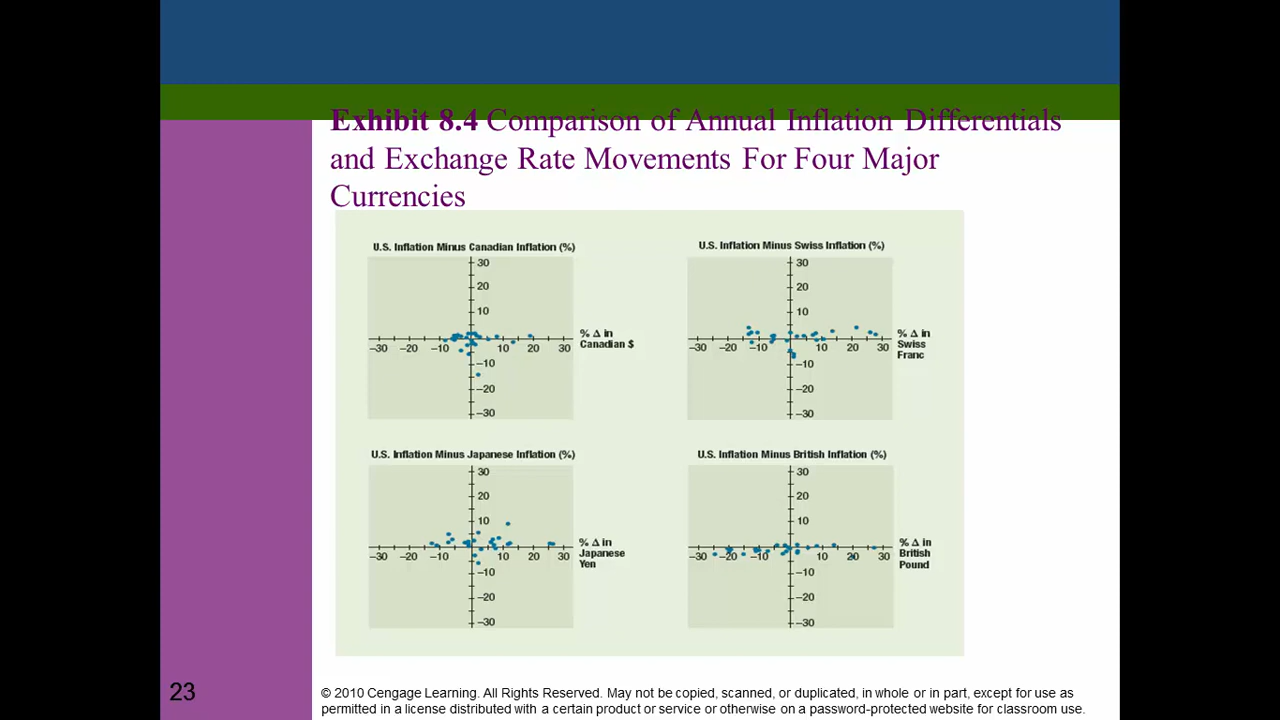 Exhibit 8.4 Comparison of Annual Inflation Differentials
and Exchange Rate Movements For Four Major
Currencies
U.S. Inflation Minus Canadian Inflation (%)
30
20
10
–30 –20 –10 10 20 30
–10
–20
–30
% Δ in
Canadian $
U.S. Inflation Minus Swiss Inflation (%)
30
20
10
–30 –20 –10 10 20 30
–10
–20
–30
% Δ in
Swiss
Franc
U.S. Inflation Minus Japanese Inflation (%)
30
20
10
–30 –20 –10 10 20 30
–10
–20
–30
% Δ in
Japanese
Yen
U.S. Inflation Minus British Inflation (%)
30
20
10
–30 –20 –10 10 20 30
–10
–20
–30
% Δ in
British
Pound
23
© 2010 Cengage Learning. All Rights Reserved. May not be copied, scanned, or duplicated, in whole or in part, except for use as
permitted in a license distributed with a certain product or service or otherwise on a password-protected website for classroom use.